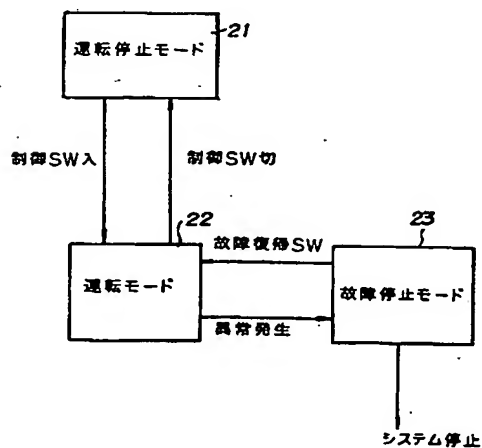 21
運転停止モード
制御SW入
制御SW切
22
運転モード
故障復帰SW
異常発生
23
故障停止モード
システム停止